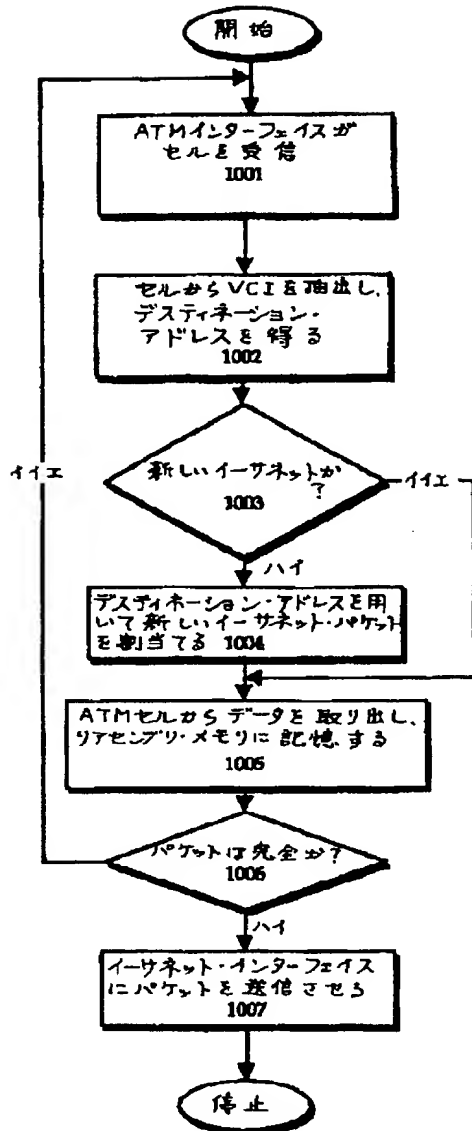 開始
ATMインターフェイスが
セルを受信
1001
セルからVCIを抽出し、
デスティネーション・
アドレスを得る
1002
新しいイーサネットか
?
1003
イイエ
イイエ
ハイ
デスティネーション・アドレスを用
いて新しいイーサネット・パケット
を割当てる 1004
ATMセルからデータを取り出し、
リアセンブリ・メモリに記憶する
1005
パケットは完全か?
1006
ハイ
イーサネット・インターフェイス
にパケットを送信させる
1007
停止